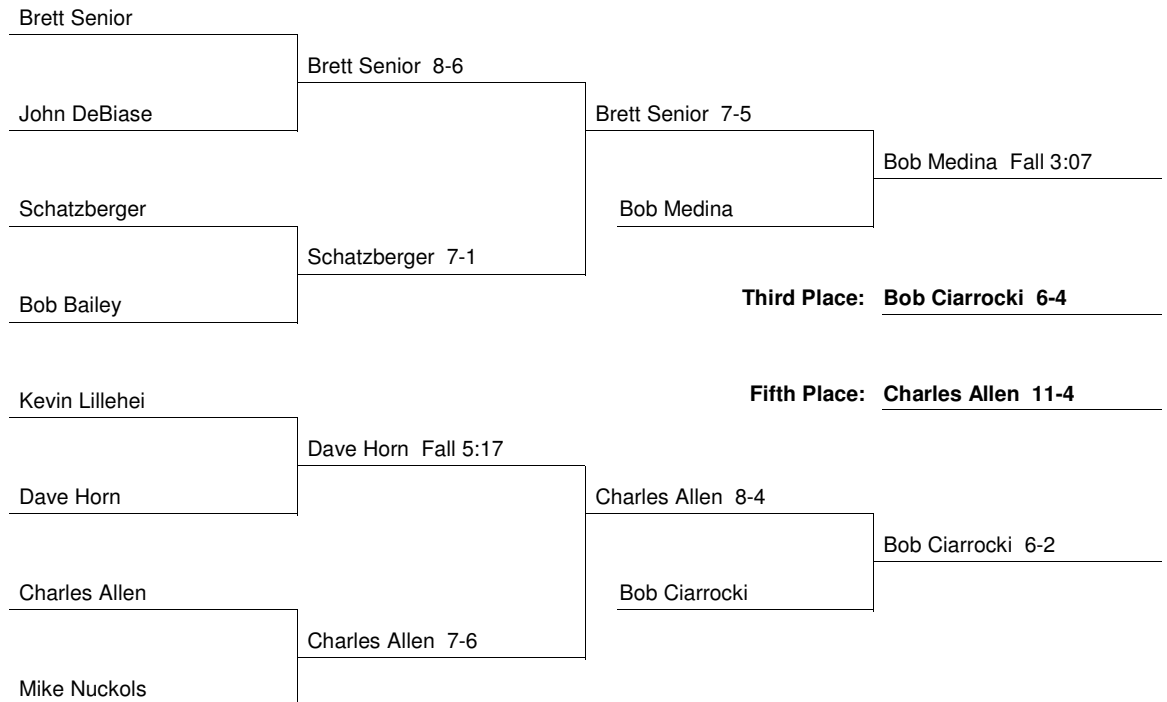 Brett Senior
Brett Senior 8-6
John DeBiase
Brett Senior 7-5
Bob Medina Fall 3:07
Schatzberger
Bob Medina
Schatzberger 7-1
Third Place: Bob Ciarrocki 6-4
Bob Bailey
Fifth Place: Charles Allen 11-4
Kevin Lillehei
Dave Horn Fall 5:17
Dave Horn
Charles Allen 8-4
Bob Ciarrocki 6-2
Charles Allen
Bob Ciarrocki
Charles Allen 7-6
Mike Nuckols